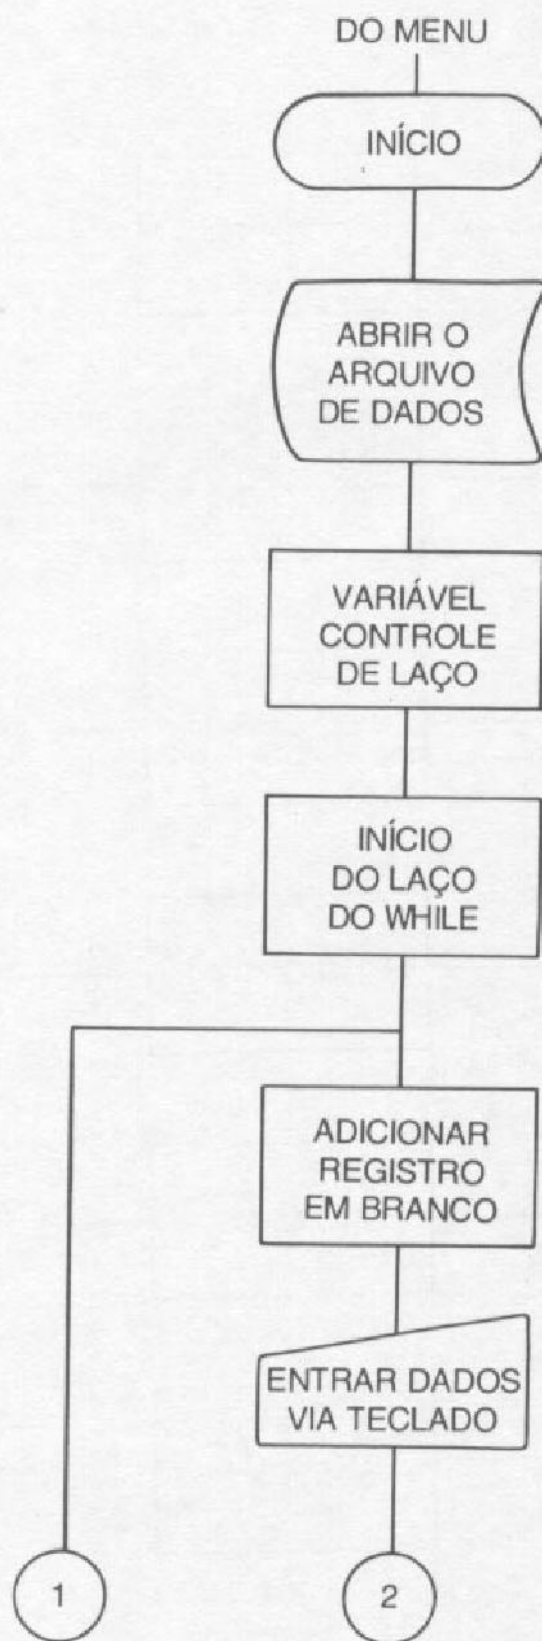 DO MENU
INÍCIO
ABRIR O
ARQUIVO
DE DADOS
VARIÁVEL
CONTROLE
DE LAÇO
INÍCIO
DO LAÇO
DO WHILE
ADICIONAR
REGISTRO
EM BRANCO
ENTRAR DADOS
VIA TECLADO
1
2